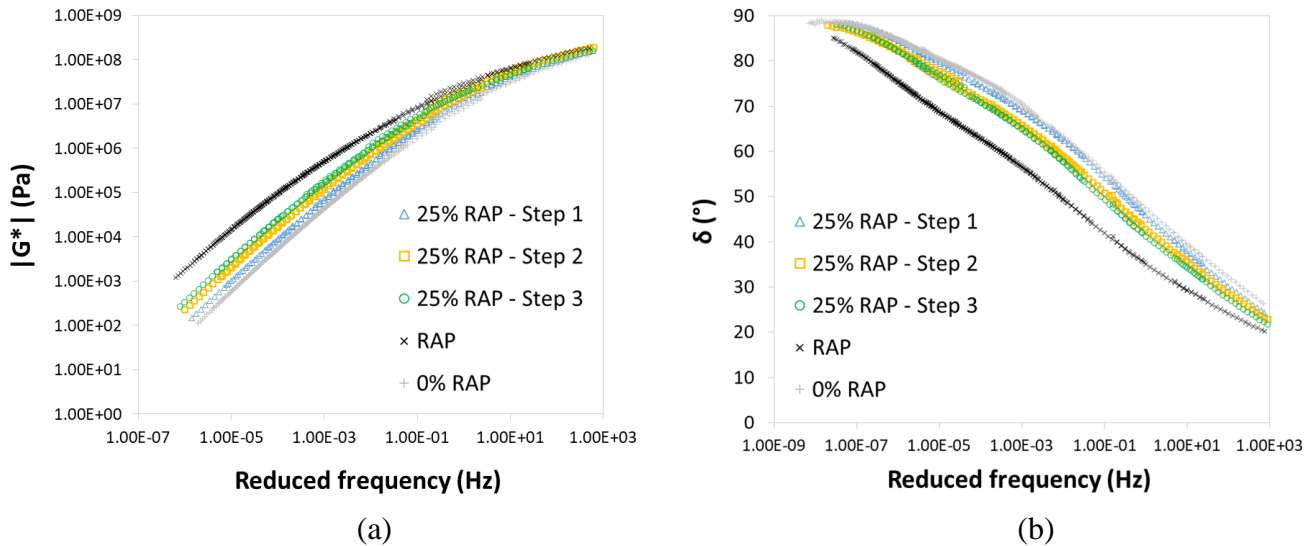 1.00E+09
1.00E+08
1.00E+07
1.00E+06
1.00E+05
1.00E+04
1.00E+03
1.00E+02
1.00E+01
1.00E+00
|G*| (Pa)
25% RAP - Step 1
25% RAP - Step 2
25% RAP - Step 3
RAP
0% RAP
1.00E-07 1.00E-05 1.00E-03 1.00E-01 1.00E+01 1.00E+03
Reduced frequency (Hz)
(a)
90
80
70
60
50
40
30
20
10
0
δ (°)
25% RAP - Step 1
25% RAP - Step 2
25% RAP - Step 3
RAP
0% RAP
1.00E-09 1.00E-07 1.00E-05 1.00E-03 1.00E-01 1.00E+01 1.00E+03
Reduced frequency (Hz)
(b)